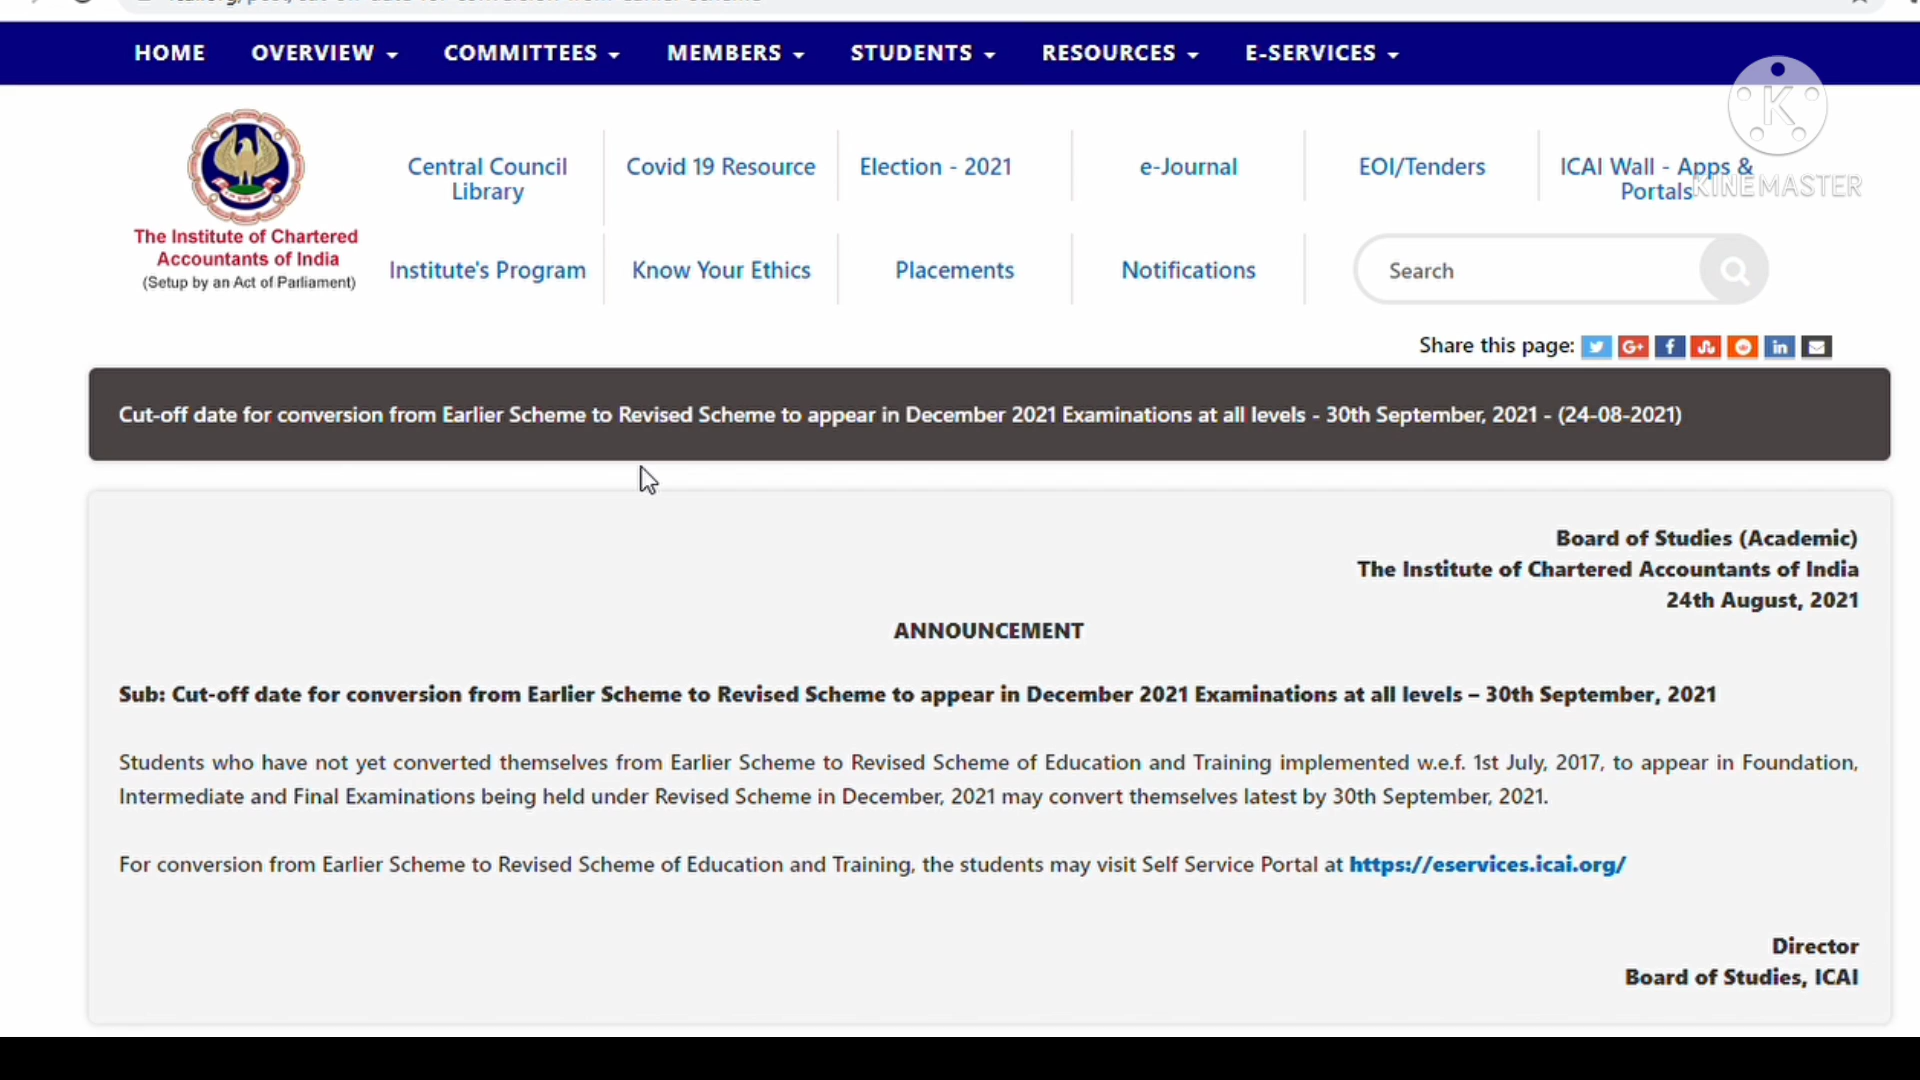 HOME OVERVIEW COMMITTEES MEMBERS STUDENTS RESOURCES E-SERVICES
The Institute of Chartered
Accountants of India
(Setup by an Act of Parliament)
Central Council
Library
Covid 19 Resource
Election - 2021
e-Journal
EOI/Tenders
ICAI Wall - Apps &
Portals
K
KINEMASTER
Institute's Program
Know Your Ethics
Placements
Notifications
Search
Share this page:
Cut-off date for conversion from Earlier Scheme to Revised Scheme to appear in December 2021 Examinations at all levels - 30th September, 2021 - (24-08-2021)
Board of Studies (Academic)
The Institute of Chartered Accountants of India
24th August, 2021
ANNOUNCEMENT
Sub: Cut-off date for conversion from Earlier Scheme to Revised Scheme to appear in December 2021 Examinations at all levels – 30th September, 2021
Students who have not yet converted themselves from Earlier Scheme to Revised Scheme of Education and Training implemented w.e.f. 1st July, 2017, to appear in Foundation,
Intermediate and Final Examinations being held under Revised Scheme in December, 2021 may convert themselves latest by 30th September, 2021.
For conversion from Earlier Scheme to Revised Scheme of Education and Training, the students may visit Self Service Portal at https://eservices.icai.org/
Director
Board of Studies, ICAI